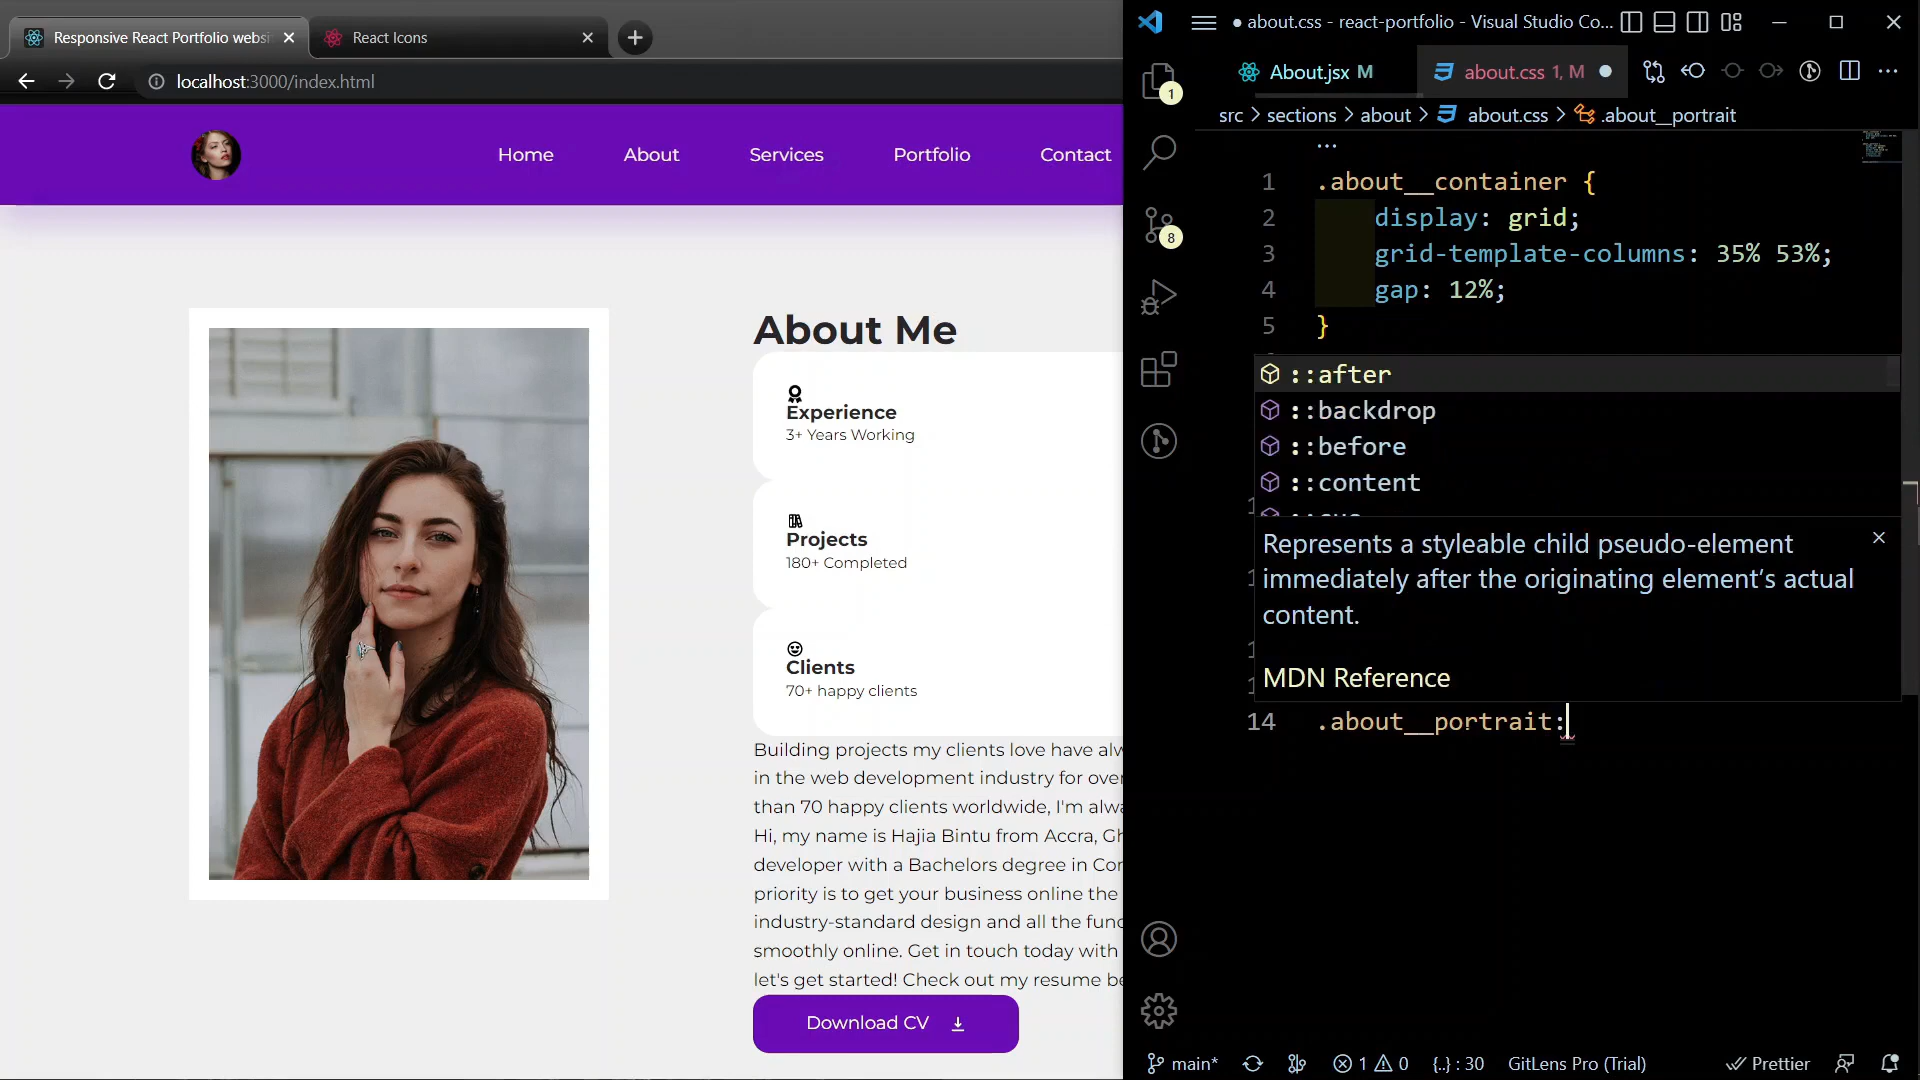 Responsive React Portfolio websi
React Icons
localhost:3000/index.html
Home
About
Services
Portfolio
Contact
About Me
Experience
3+ Years Working
Projects
180+ Completed
Clients
70+ happy clients
Building projects my clients love have alw
in the web development industry for over
than 70 happy clients worldwide, I'm alwa
Hi, my name is Hajia Bintu from Accra, Gh
developer with a Bachelors degree in Com
priority is to get your business online the
industry-standard design and all the func
smoothly online. Get in touch today with
let's get started! Check out my resume be
Download CV
about.css - react-portfolio - Visual Studio Co...
About.jsx M
about.css 1, M
src > sections > about > about.css > .about__portrait
1
8
...
1 .about__container {
2 display: grid;
3 grid-template-columns: 35% 53%;
4 gap: 12%;
5 }
::after
::backdrop
::before
::content
Represents a styleable child pseudo-element
immediately after the originating element's actual
content.
MDN Reference
14 .about__portrait:
main*
1
0
{..} : 30
GitLens Pro (Trial)
Prettier